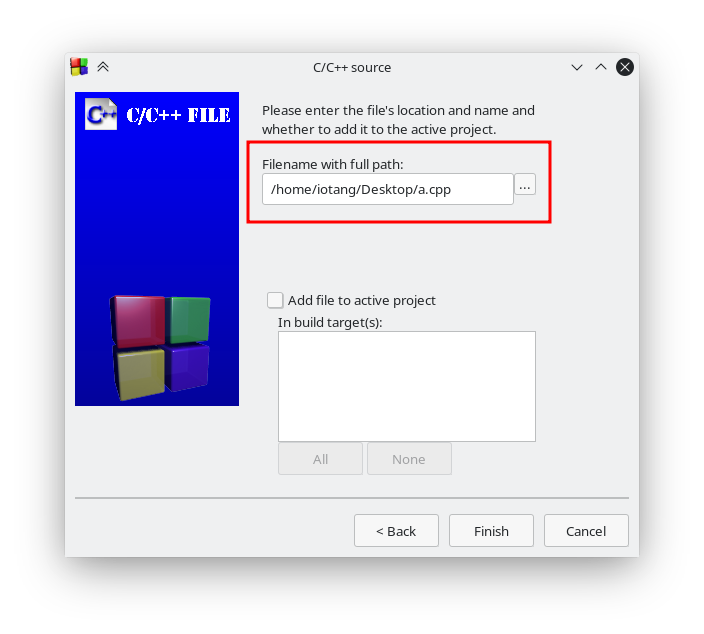 C/C++ source
C++
C/C++ FILE
Please enter the file's location and name and
whether to add it to the active project.
Filename with full path:
/home/iotang/Desktop/a.cpp
...
Add file to active project
In build target(s):
All
None
< Back
Finish
Cancel